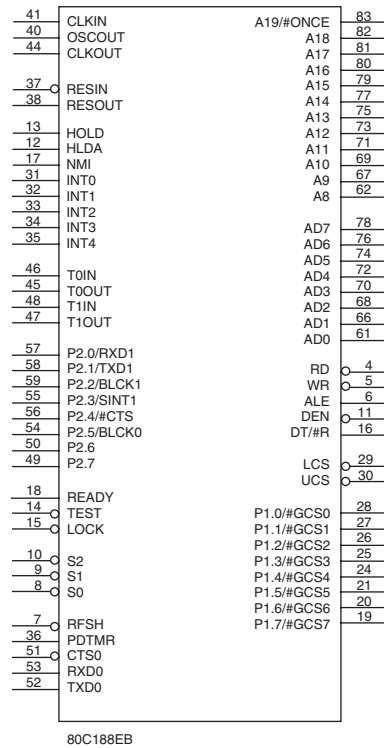 41 CLKIN
40 OSCOUT
44 CLKOUT
37 RESIN
38 RESOUT
13 HOLD
12 HLDA
17 NMI
31 INT0
32 INT1
33 INT2
34 INT3
35 INT4
46 T0IN
45 T0OUT
48 T1IN
47 T1OUT
57 P2.0/RXD1
58 P2.1/TXD1
59 P2.2/BLCK1
55 P2.3/SINT1
56 P2.4/#CTS
54 P2.5/BLCK0
50 P2.6
49 P2.7
18 READY
14 TEST
15 LOCK
10 S2
9 S1
8 S0
7 RFSH
36 PDTMR
51 CTS0
53 RXD0
52 TXD0
A19/#ONCE 83
A18 82
A17 81
A16 80
A15 79
A14 77
A13 75
A12 73
A11 71
A10 69
A9 67
A8 62
AD7 78
AD6 76
AD5 74
AD4 72
AD3 70
AD2 68
AD1 66
AD0 61
RD 4
WR 5
ALE 6
DEN 11
DT/#R 16
LCS 29
UCS 30
P1.0/#GCS0 28
P1.1/#GCS1 27
P1.2/#GCS2 26
P1.3/#GCS3 25
P1.4/#GCS4 24
P1.5/#GCS5 21
P1.6/#GCS6 20
P1.7/#GCS7 19
80C188EB